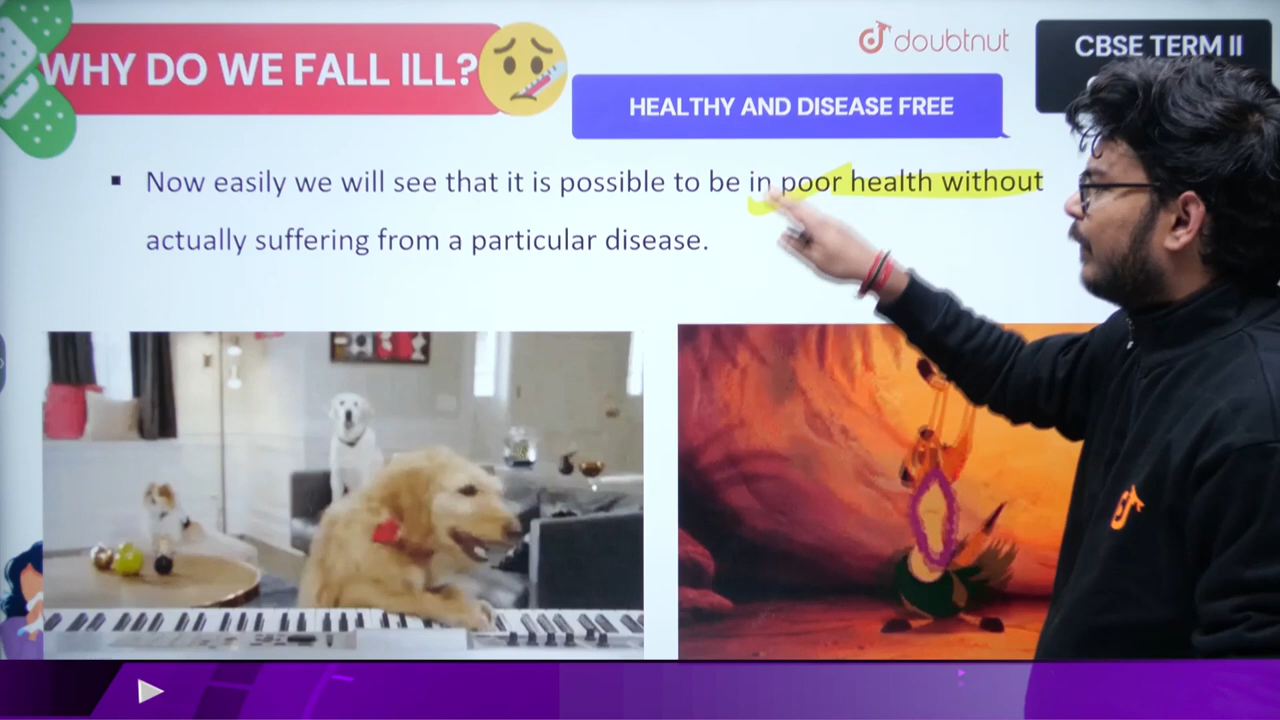 WHY DO WE FALL ILL?
doubtnut
CBSE TERM II
HEALTHY AND DISEASE FREE
▪ Now easily we will see that it is possible to be in poor health without
actually suffering from a particular disease.